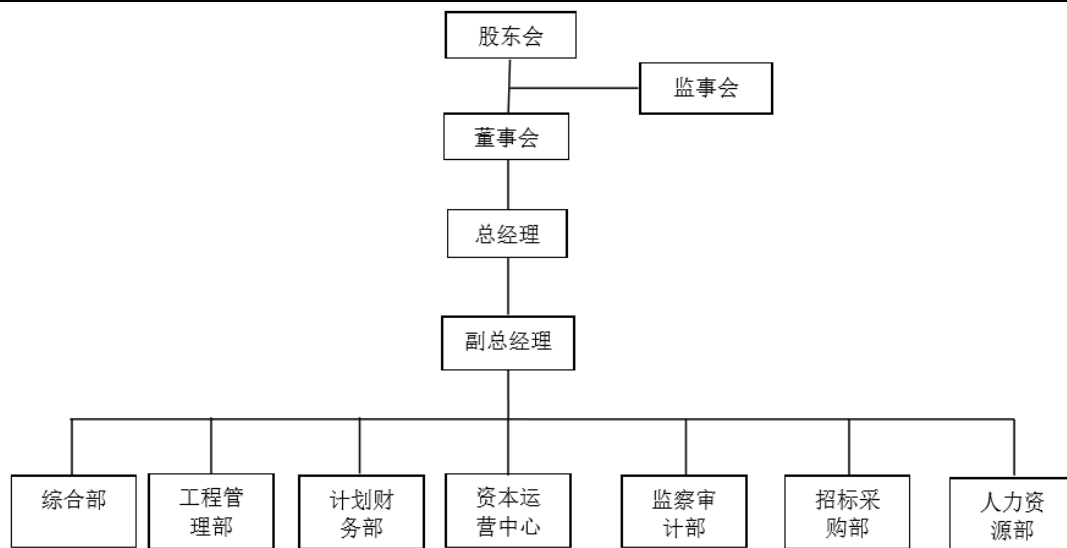 股东会
监事会
董事会
总经理
副总经理
综合部
工程管
理部
计划财
务部
资本运
营中心
监察审
计部
招标采
购部
人力资
源部